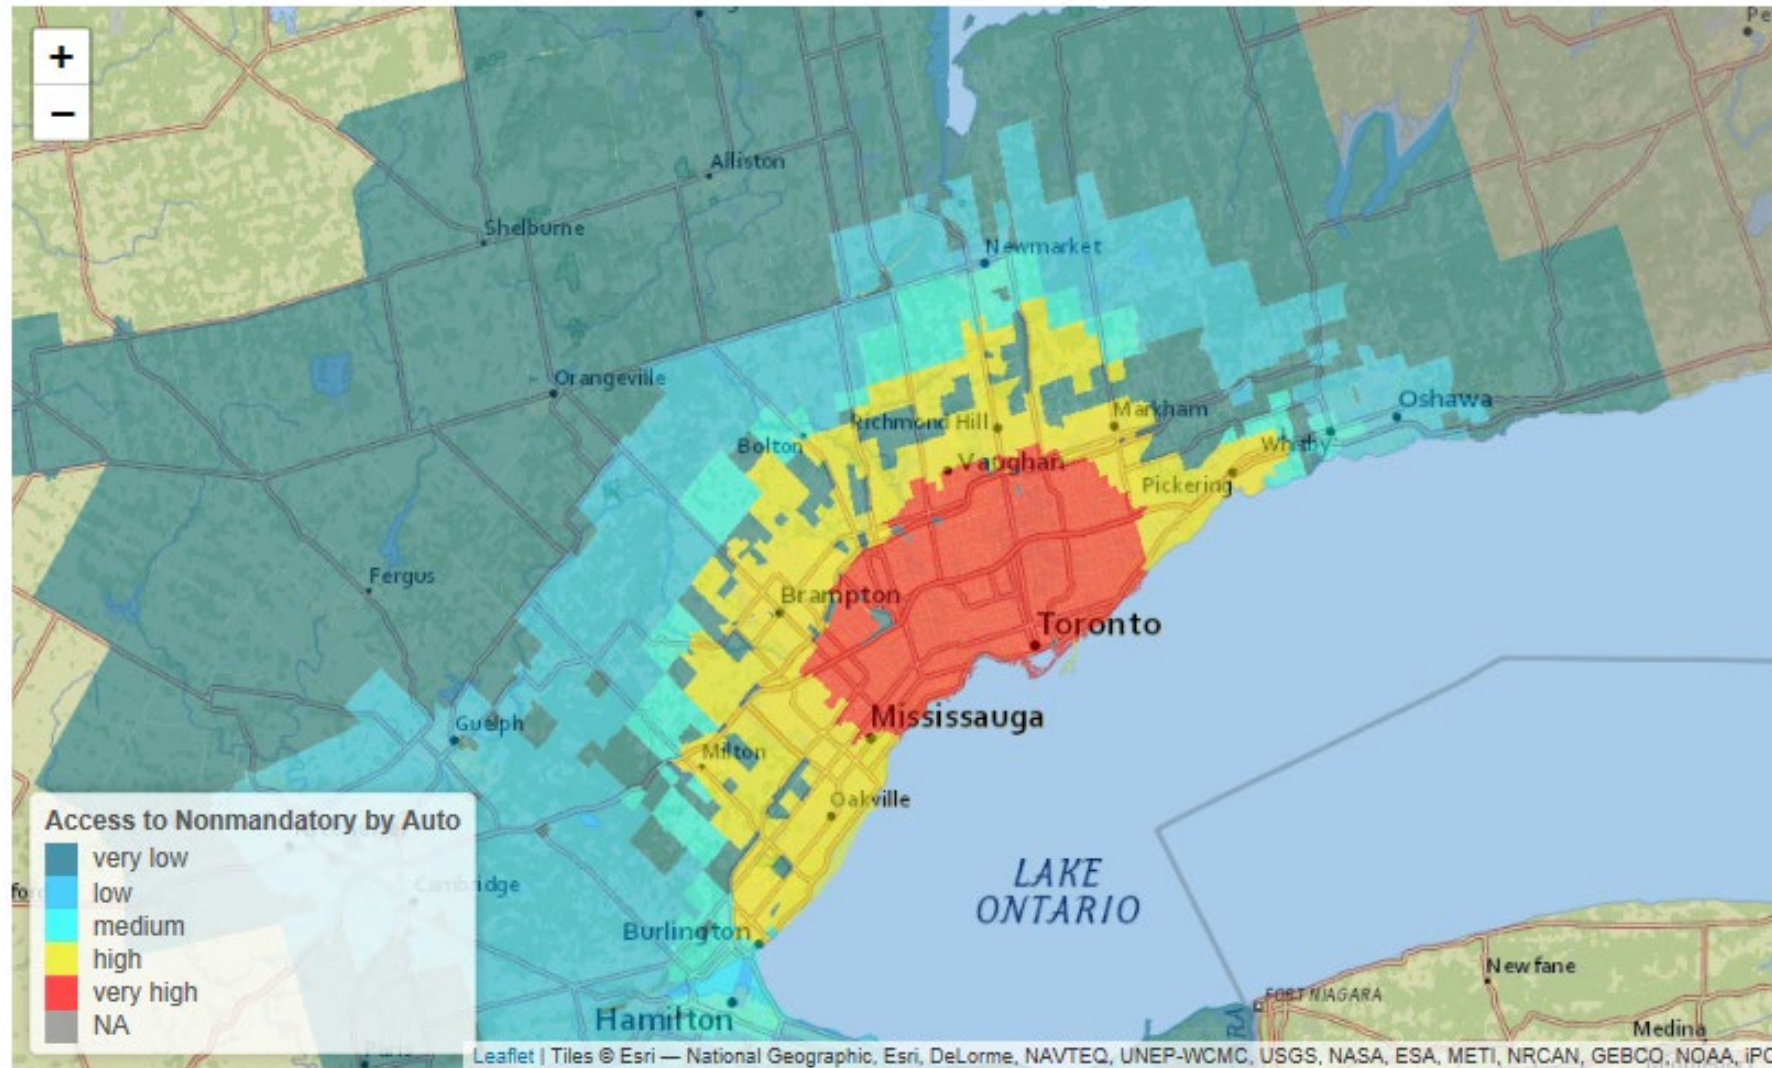 +
−
Pe
Alliston
Shelburne
Newmarket
Orangeville
Oshawa
Markham
Richmond Hill
Bolton
Whitby
Vaughan
Pickering
Fergus
Brampton
Toronto
Mississauga
Guelph
Milton
Oakville
LAKE
ONTARIO
Access to Nonmandatory by Auto
very low
low
medium
high
very high
NA
Cambridge
Burlington
Newfane
FORT NIAGARA
Hamilton
Medina
Paris
Leaflet | Tiles © Esri — National Geographic, Esri, DeLorme, NAVTEQ, UNEP-WCMC, USGS, NASA, ESA, METI, NRCAN, GEBCO, NOAA, iPC